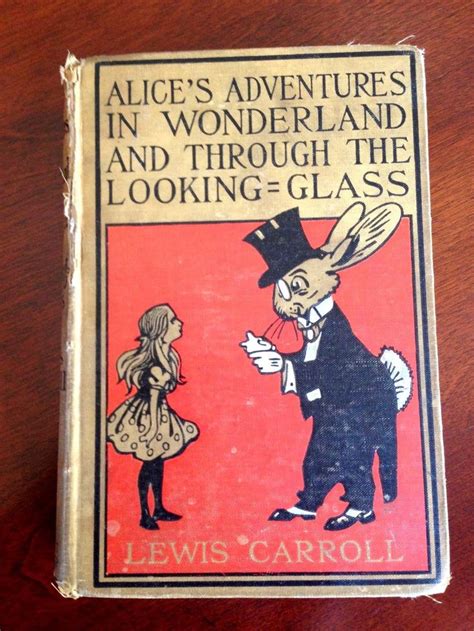 ALICE'S ADVENTURES
IN WONDERLAND
AND THROUGH THE
LOOKING=GLASS
LEWIS CARROLL